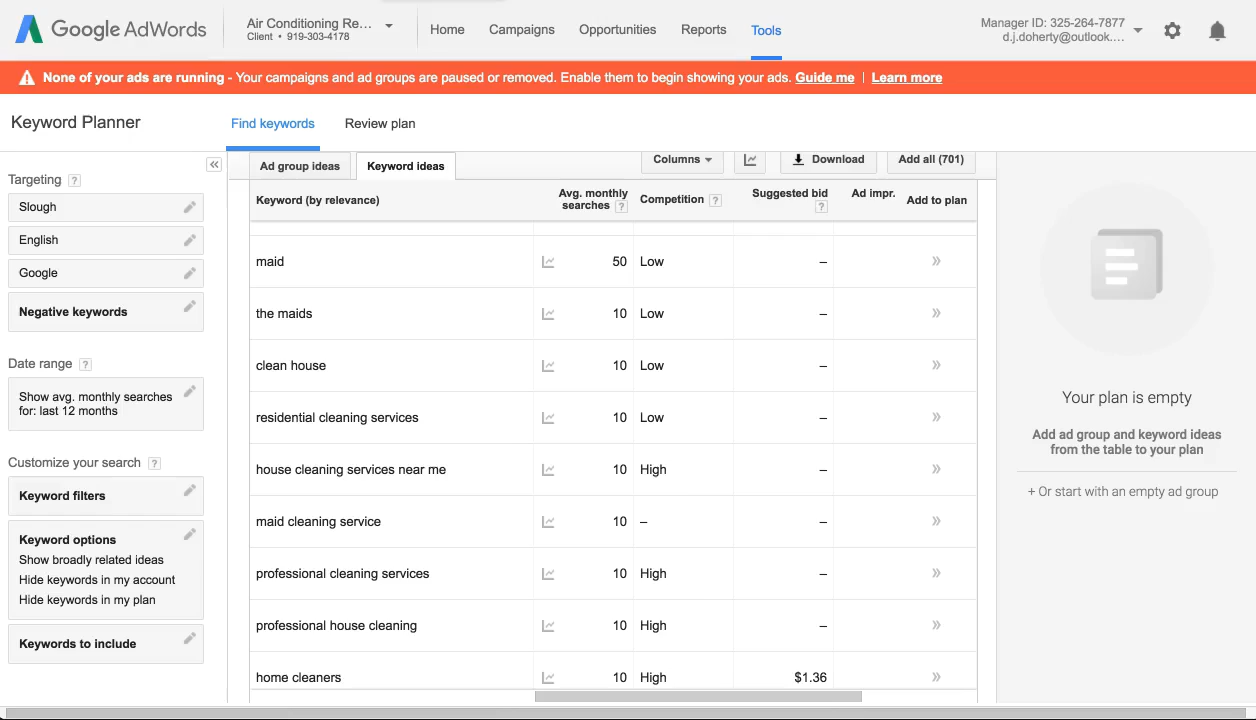 Google AdWords
Air Conditioning Re...
Client • 919-303-4178
Home
Campaigns
Opportunities
Reports
Tools
Manager ID: 325-264-7877
d.j.doherty@outlook....
None of your ads are running - Your campaigns and ad groups are paused or removed. Enable them to begin showing your ads. Guide me | Learn more
Keyword Planner
Find keywords
Review plan
Targeting ?
Slough
English
Google
Negative keywords
Date range ?
Show avg. monthly searches
for: last 12 months
Customize your search ?
Keyword filters
Keyword options
Show broadly related ideas
Hide keywords in my account
Hide keywords in my plan
Keywords to include
Ad group ideas
Keyword ideas
Columns
Download
Add all (701)
Keyword (by relevance)
Avg. monthly
searches ?
Competition ?
Suggested bid
?
Ad impr.
Add to plan
maid 50 Low – »
the maids 10 Low – »
clean house 10 Low – »
residential cleaning services 10 Low – »
house cleaning services near me 10 High – »
maid cleaning service 10 – – »
professional cleaning services 10 High – »
professional house cleaning 10 High – »
home cleaners 10 High $1.36 »
Your plan is empty
Add ad group and keyword ideas
from the table to your plan
+ Or start with an empty ad group